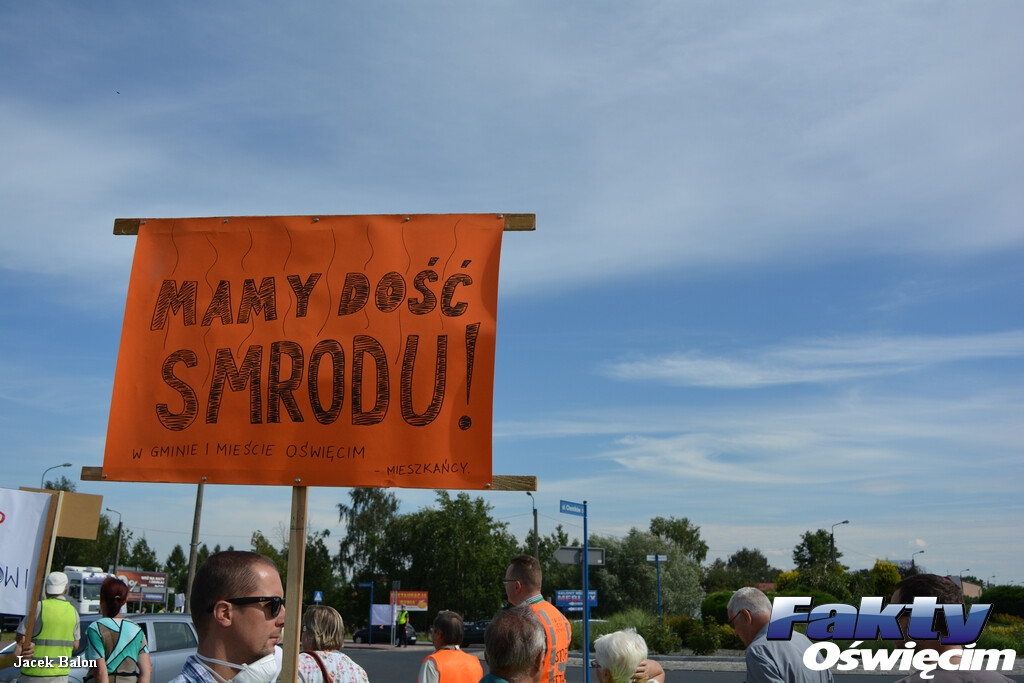 MAMY DOŚĆ
SMRODU!
W GMINIE I MIEŚCIE OŚWIĘCIM
- MIESZKAŃCY.
Jacek Balon
Fakty
Oświęcim